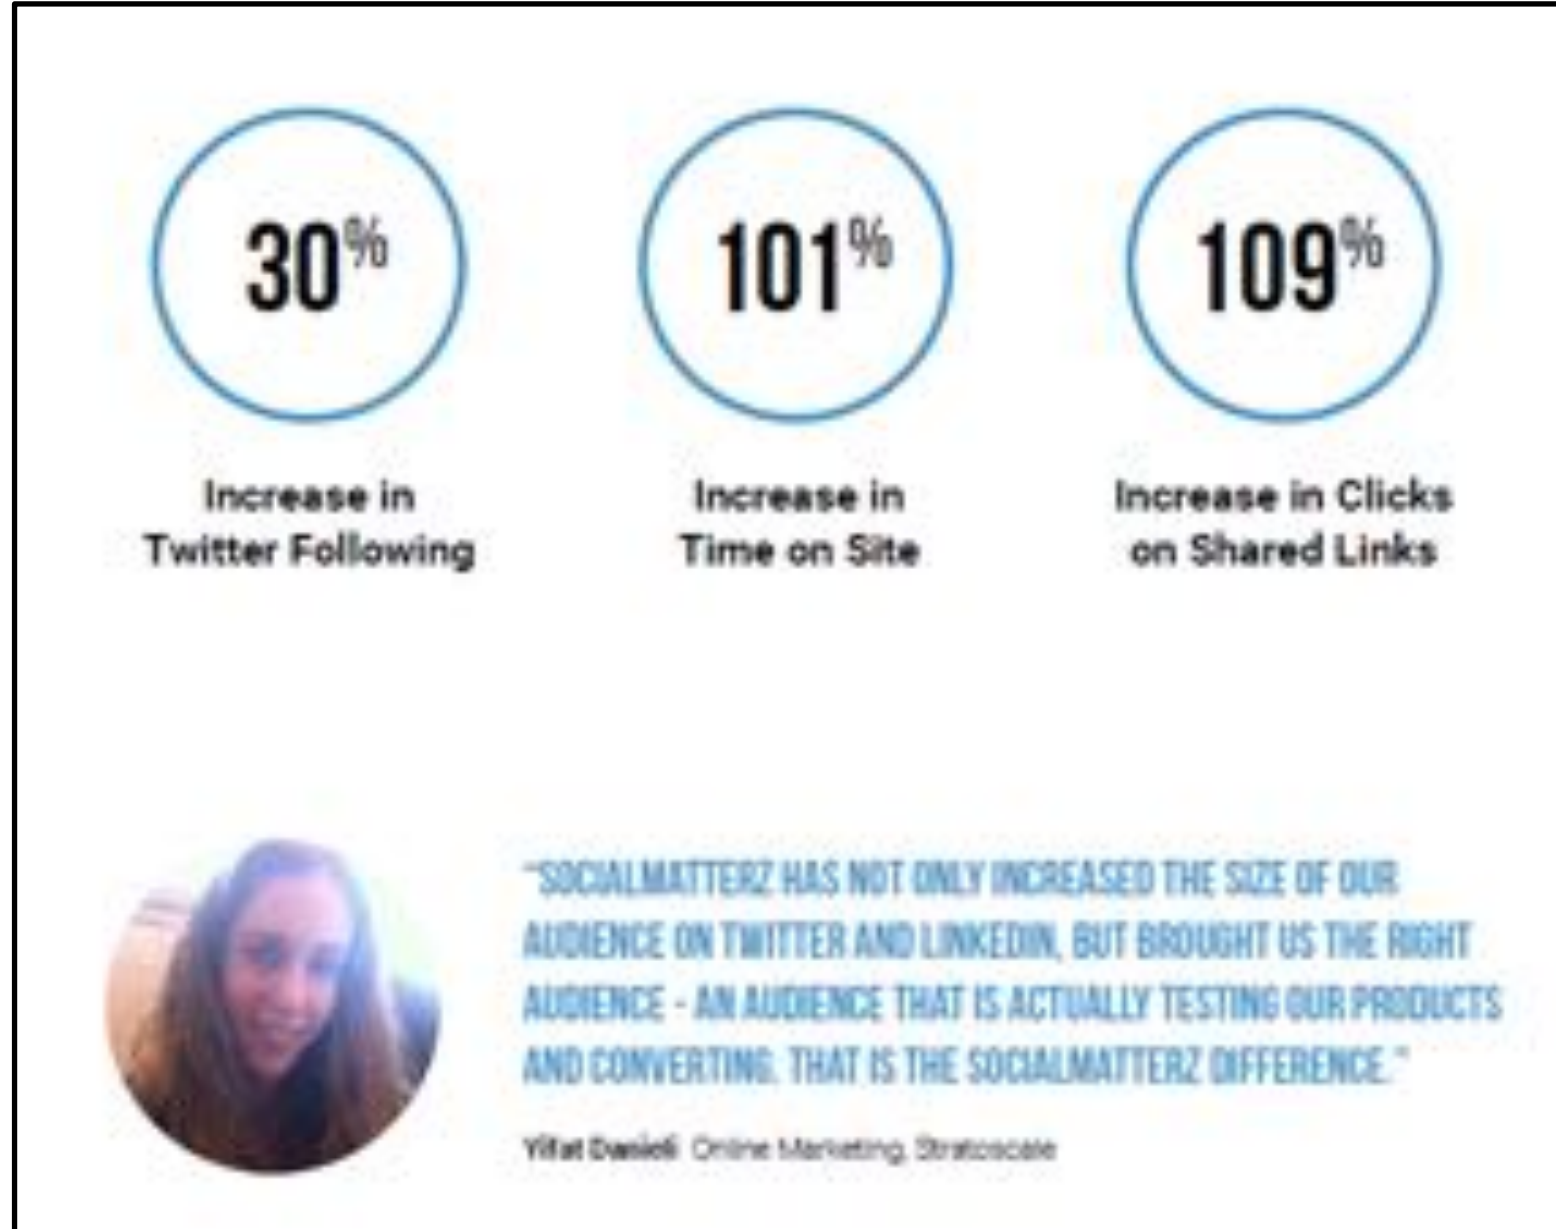 30%
101%
109%
Increase in
Twitter Following
Increase in
Time on Site
Increase in Clicks
on Shared Links
"SOCIALMATTERZ HAS NOT ONLY INCREASED THE SIZE OF OUR
AUDIENCE ON TWITTER AND LINKEDIN, BUT BROUGHT US THE RIGHT
AUDIENCE - AN AUDIENCE THAT IS ACTUALLY TESTING OUR PRODUCTS
AND CONVERTING. THAT IS THE SOCIALMATTERZ DIFFERENCE."
Yifat Danieli Online Marketing, Stratoscale